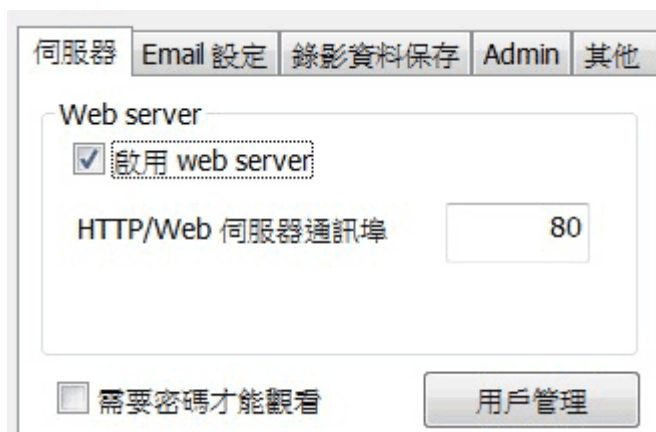 伺服器 Email 設定 錄影資料保存 Admin 其他
Web server
啟用 web server
HTTP/Web 伺服器通訊埠 80
需要密碼才能觀看 用戶管理